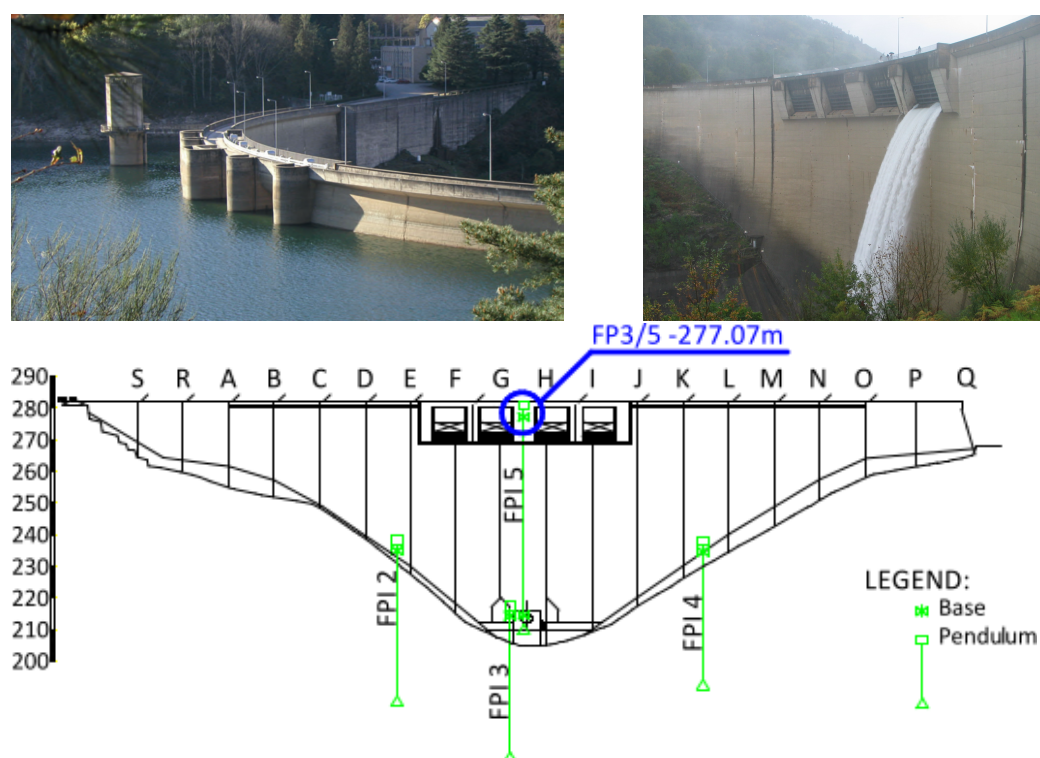 FP3/5 -277.07m
S R A B C D E F G H I J K L M N O P Q
290
280
270
260
250
240
230
220
210
200
FPI 5
FPI 2
FPI 4
FPI 3
LEGEND:
Base
Pendulum